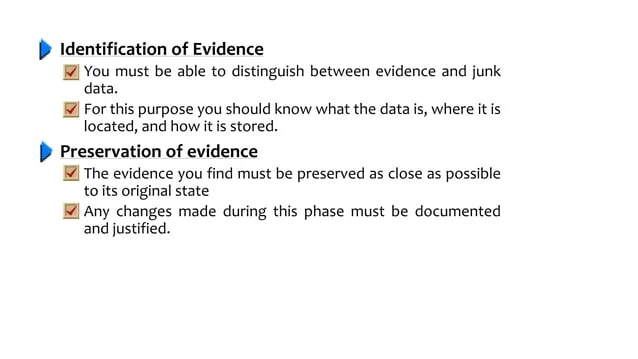 Identification of Evidence
You must be able to distinguish between evidence and junk
data.
For this purpose you should know what the data is, where it is
located, and how it is stored.
Preservation of evidence
The evidence you find must be preserved as close as possible
to its original state
Any changes made during this phase must be documented
and justified.